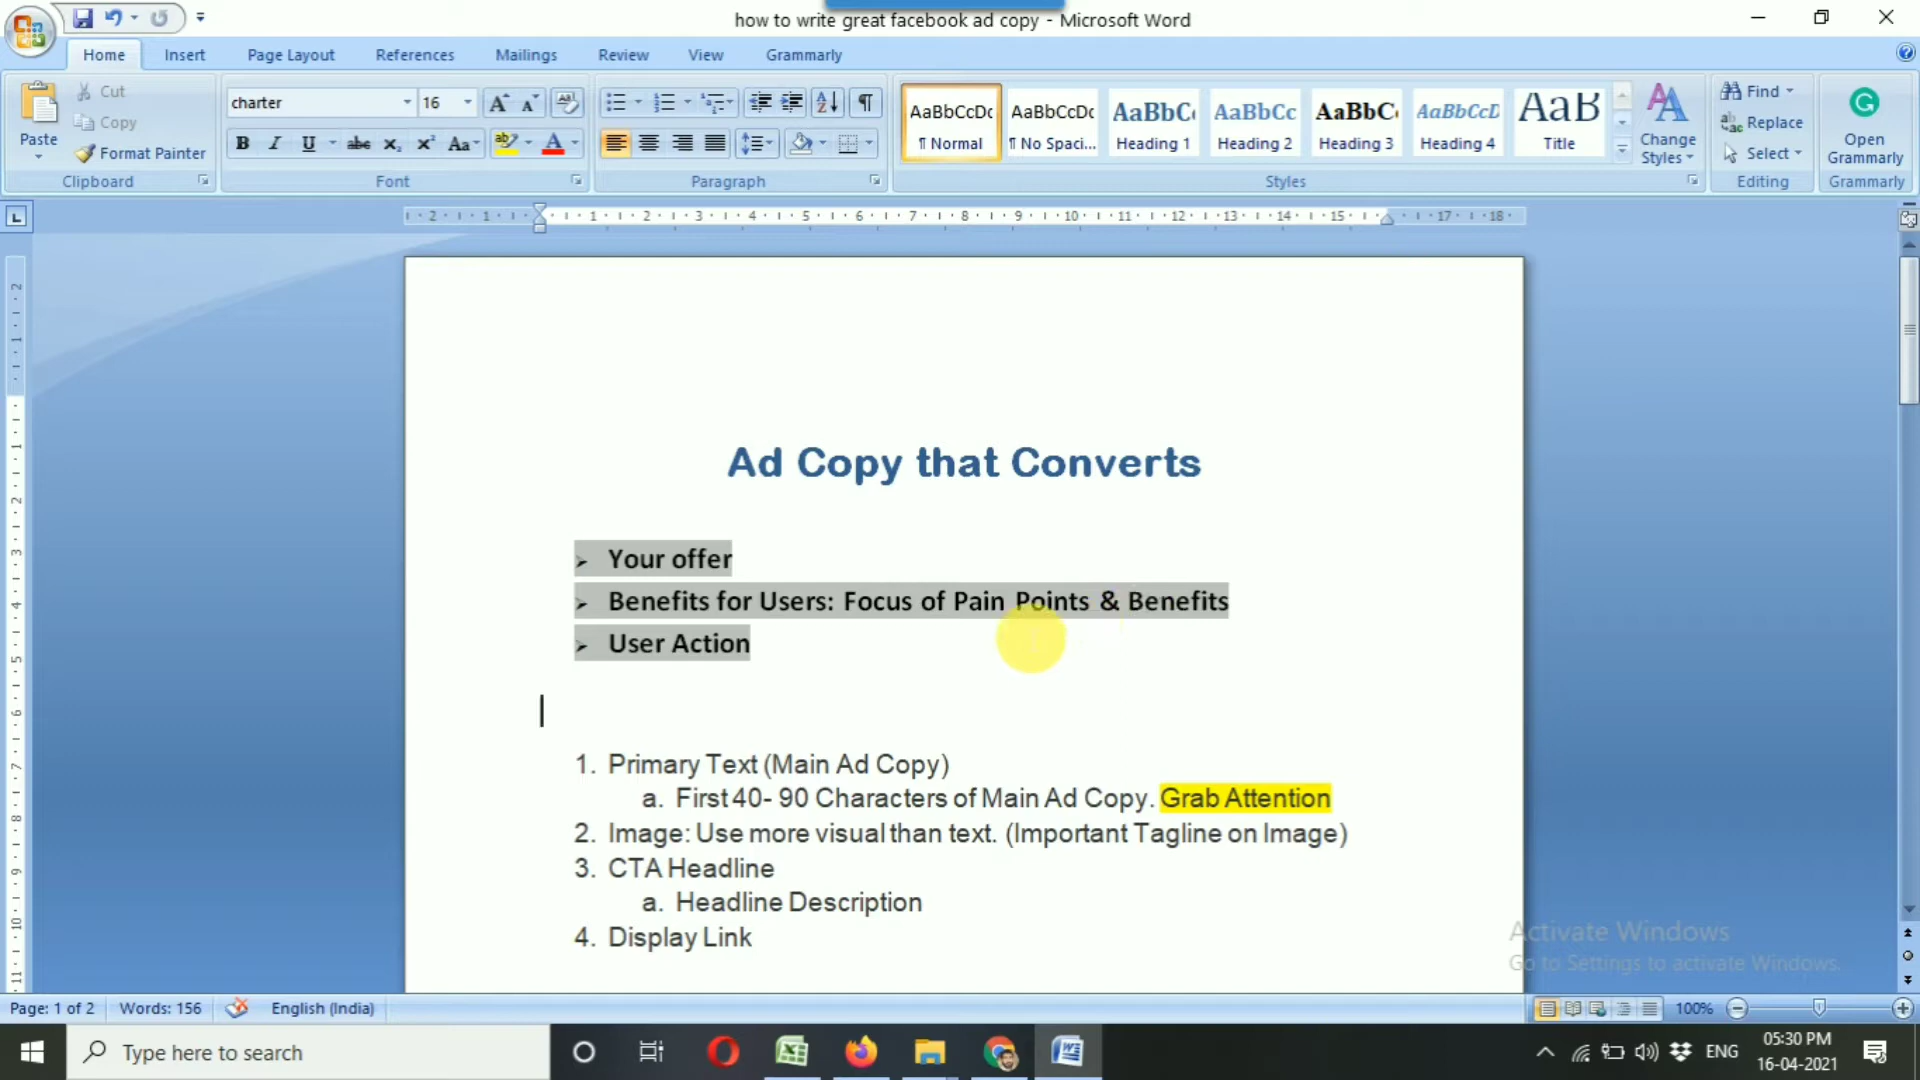 how to write great facebook ad copy - Microsoft Word
Home Insert Page Layout References Mailings Review View Grammarly
Paste
Cut
Copy
Format Painter
Clipboard
charter 16
Font
Paragraph
AaBbCcDc AaBbCcDc AaBbC AaBbCc AaBbC AaBbCcD AaB
¶ Normal ¶ No Spaci... Heading 1 Heading 2 Heading 3 Heading 4 Title
Change Styles
Styles
Find
Replace
Select
Editing
Open Grammarly
Grammarly
Ad Copy that Converts
➢ Your offer
➢ Benefits for Users: Focus of Pain Points & Benefits
➢ User Action
1. Primary Text (Main Ad Copy)
a. First 40- 90 Characters of Main Ad Copy. Grab Attention
2. Image: Use more visual than text. (Important Tagline on Image)
3. CTA Headline
a. Headline Description
4. Display Link
Activate Windows
Go to Settings to activate Windows.
Page: 1 of 2 Words: 156 English (India) 100%
Type here to search
ENG
05:30 PM
16-04-2021